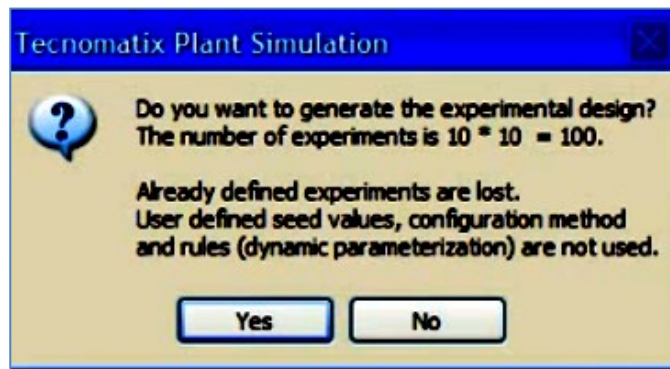 Tecnomatix Plant Simulation
Do you want to generate the experimental design?
The number of experiments is 10 * 10 = 100.
Already defined experiments are lost.
User defined seed values, configuration method
and rules (dynamic parameterization) are not used.
Yes No